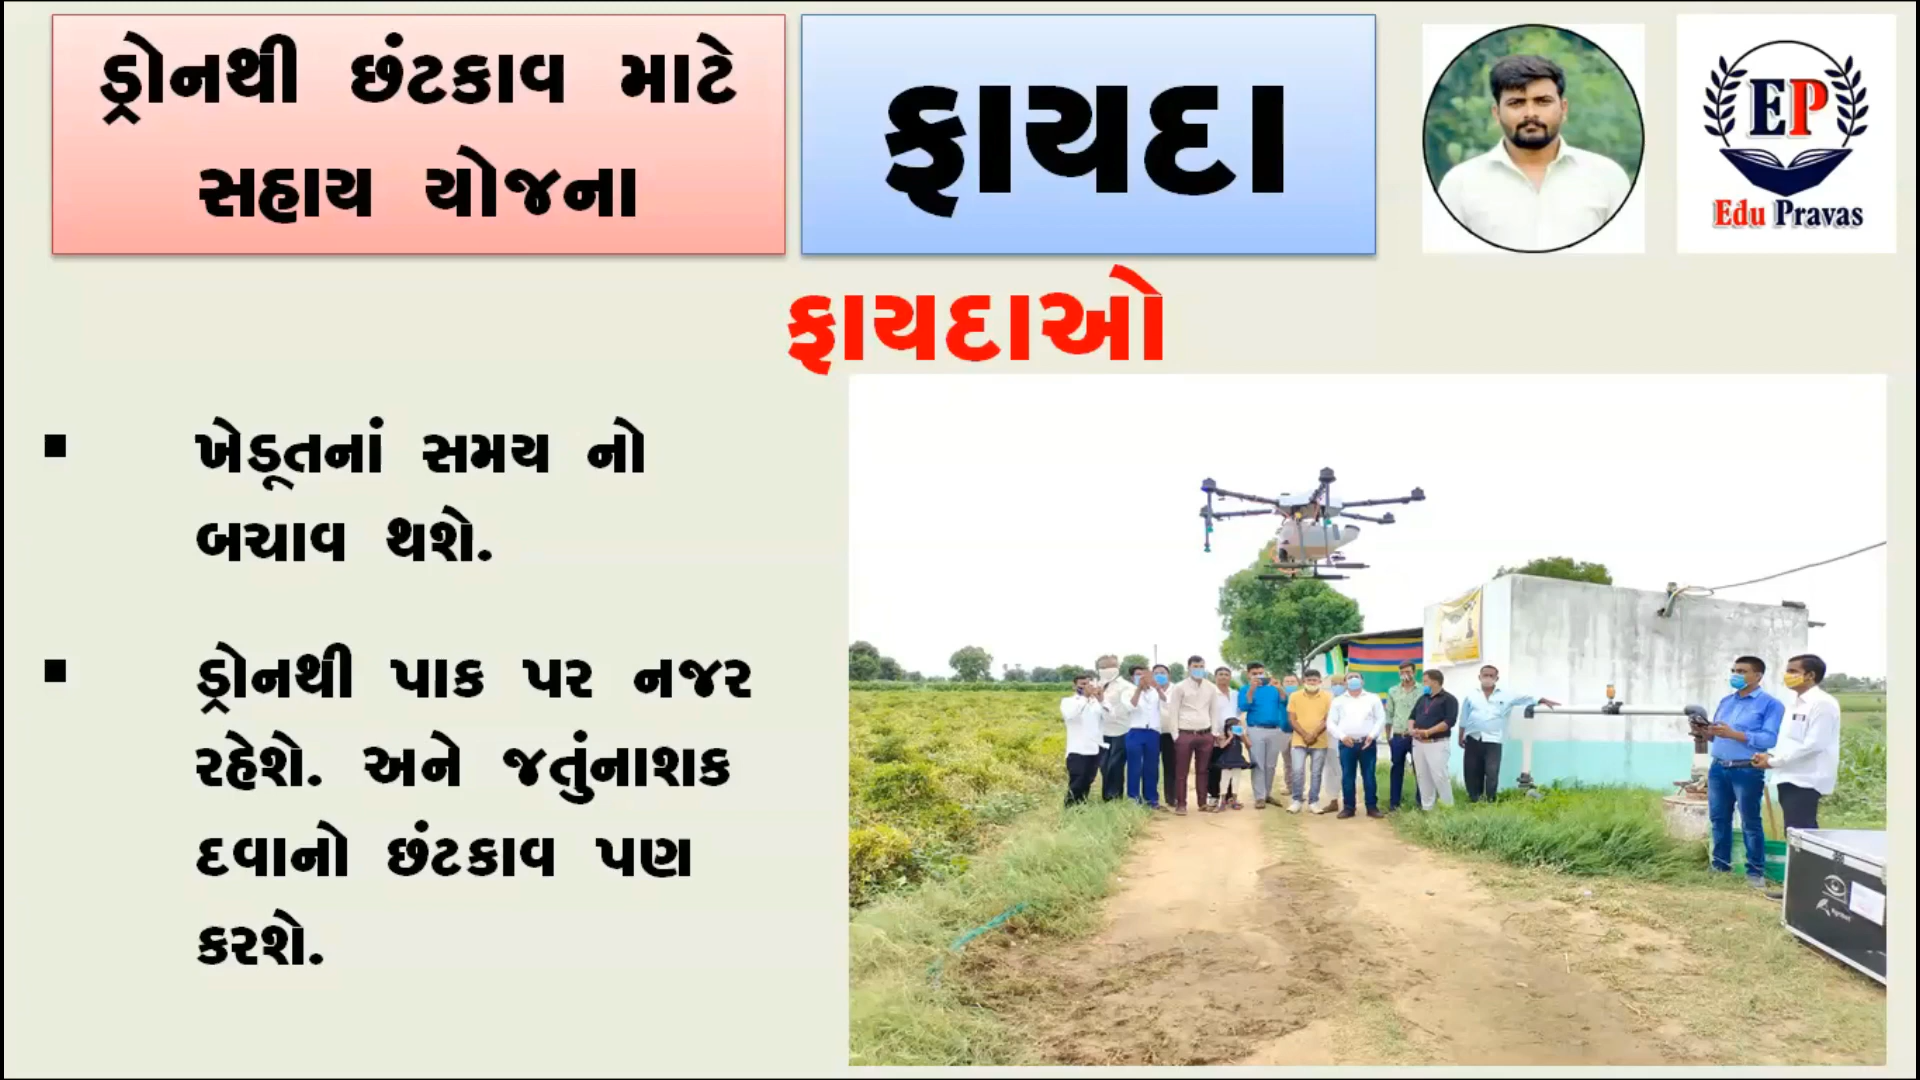 ડ્રોનથી છંટકાવ માટે
સહાય યોજના
ફાયદા
EP
Edu Pravas
ફાયદાઓ
▪ ખેડૂતનાં સમય નો
બચાવ થશે.
▪ ડ્રોનથી પાક પર નજર
રહેશે. અને જતુંનાશક
દવાનો છંટકાવ પણ
કરશે.